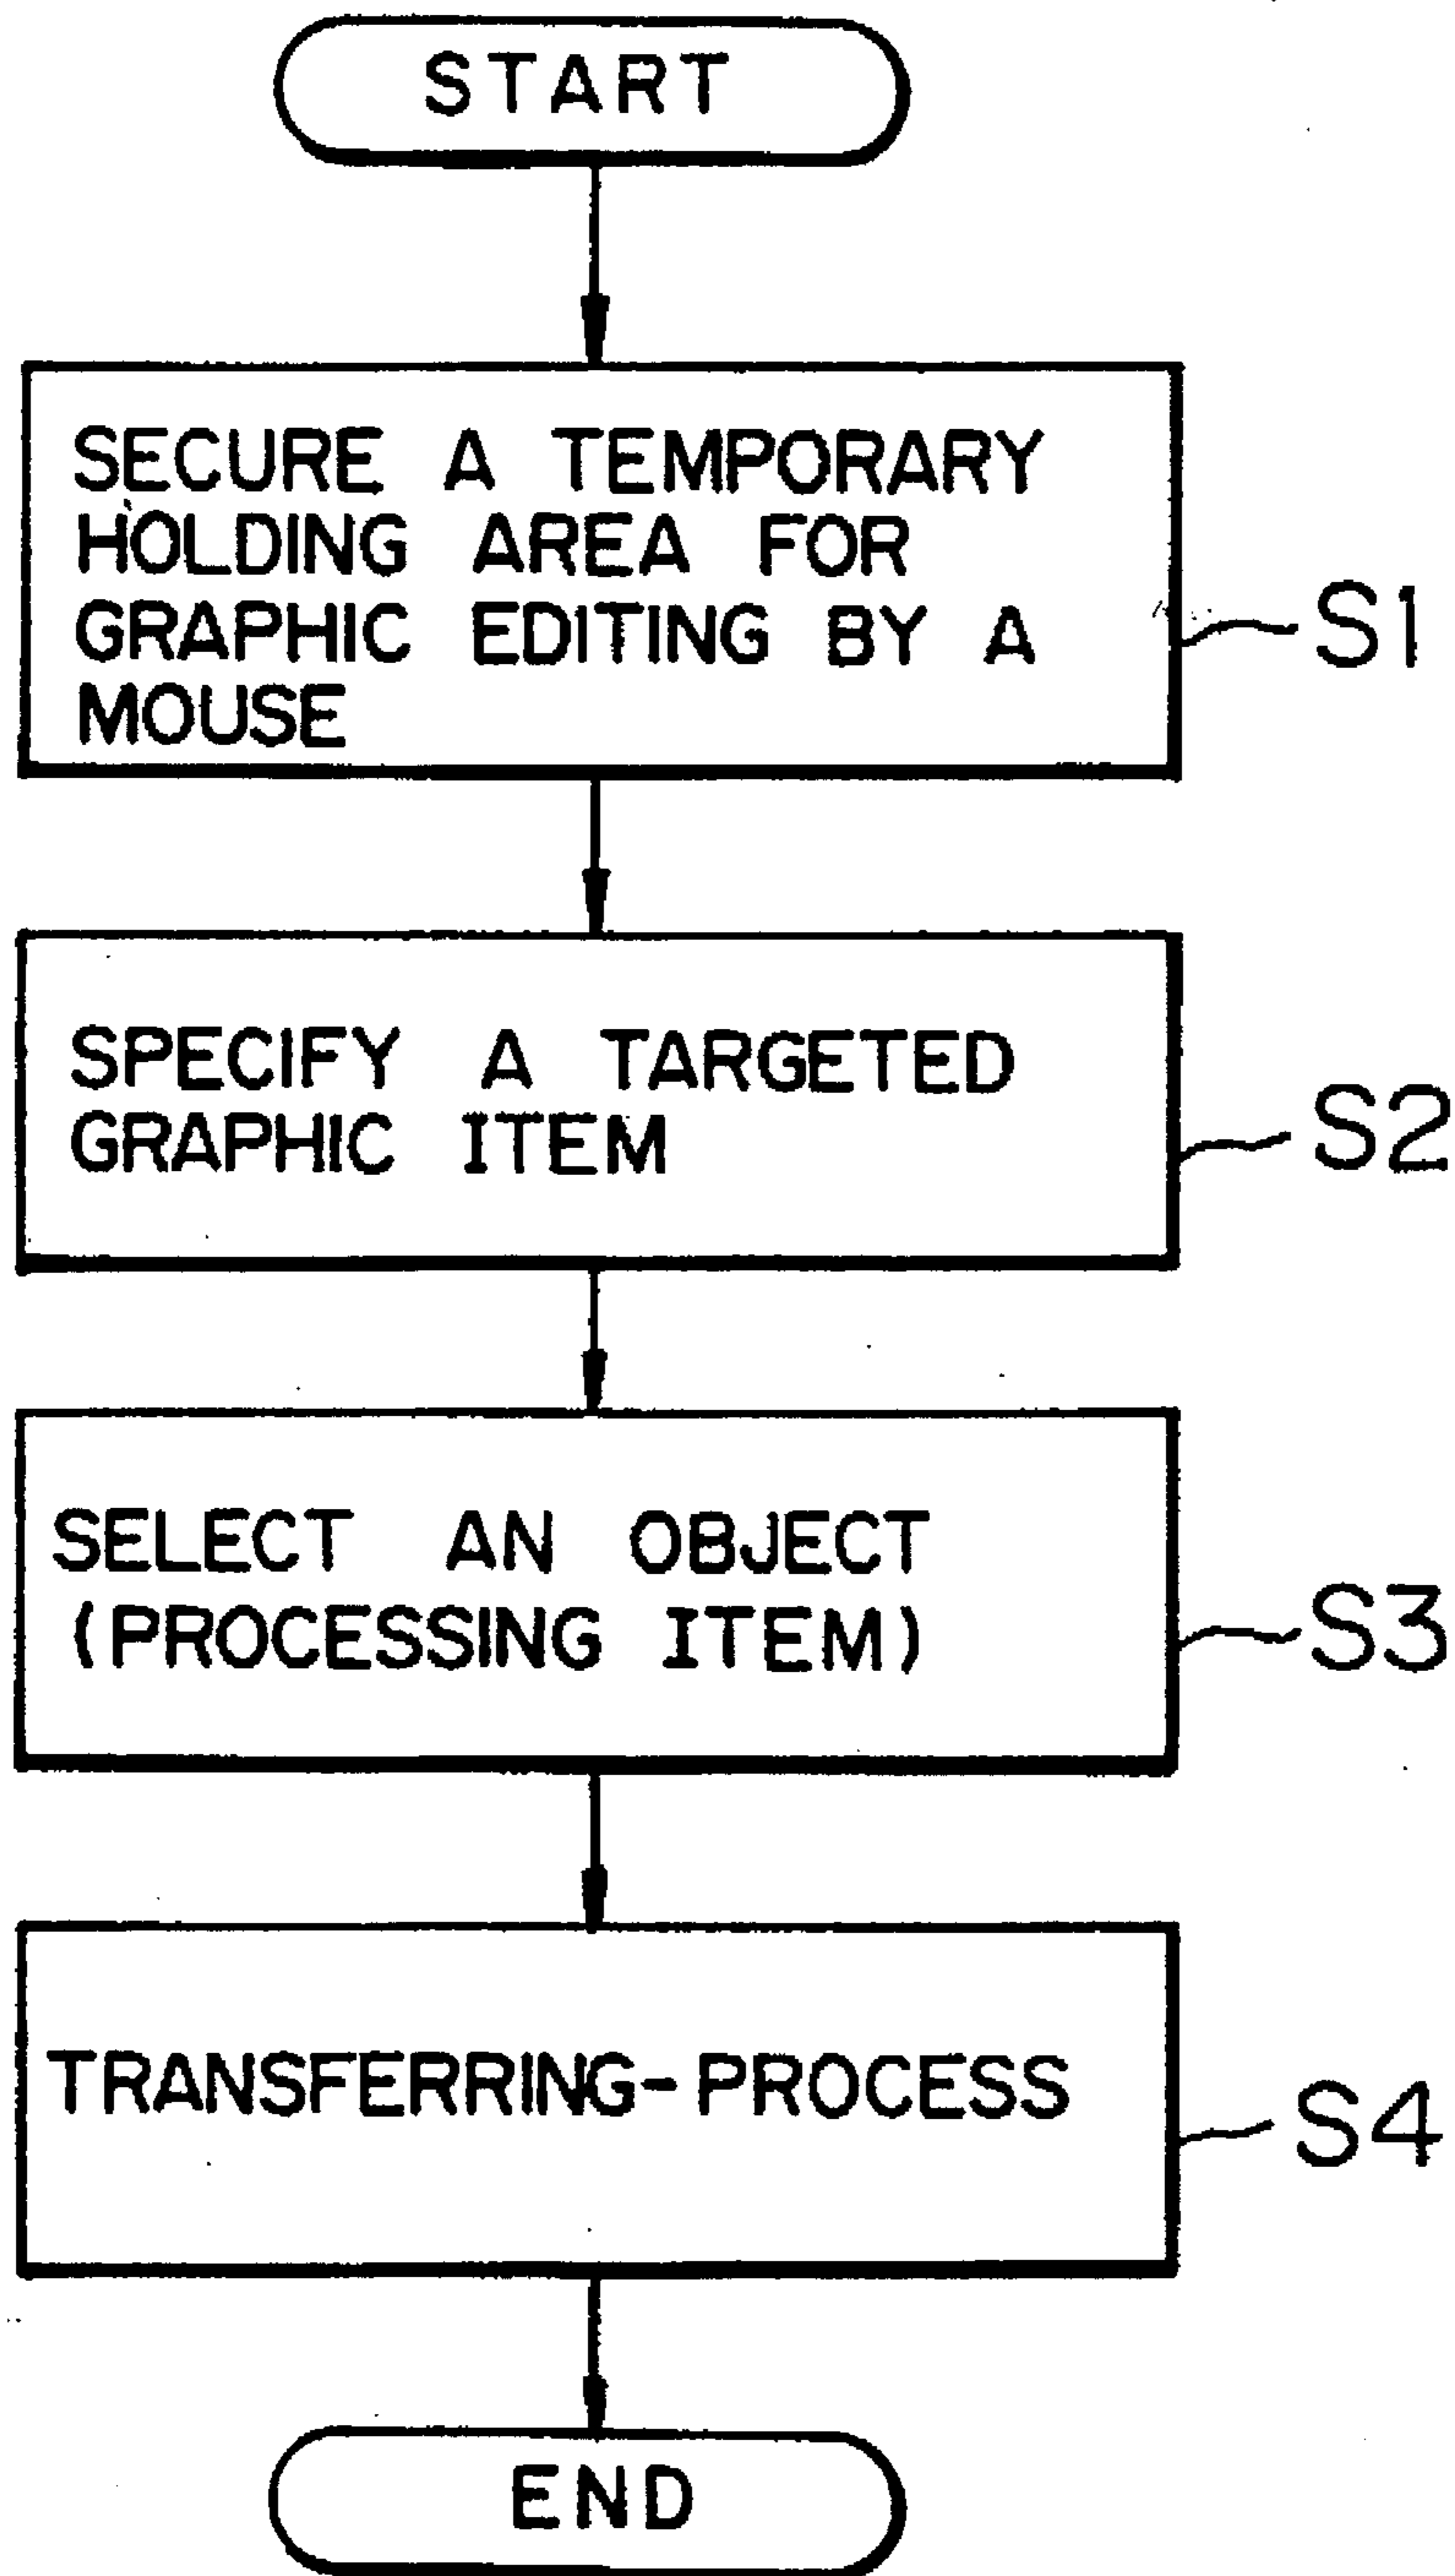 START
SECURE A TEMPORARY
HOLDING AREA FOR
GRAPHIC EDITING BY A
MOUSE
S1
SPECIFY A TARGETED
GRAPHIC ITEM
S2
SELECT AN OBJECT
(PROCESSING ITEM)
S3
TRANSFERRING-PROCESS
S4
END